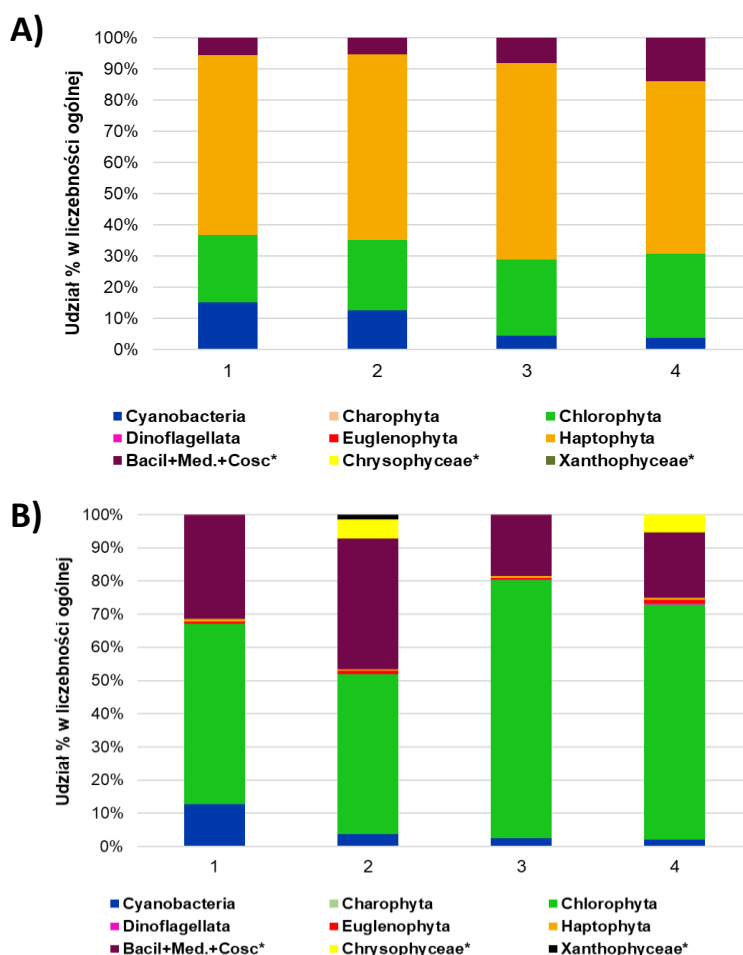 A)
Udział % w liczebności ogólnej
100%
90%
80%
70%
60%
50%
40%
30%
20%
10%
0%
1 2 3 4
Cyanobacteria Charophyta Chlorophyta
Dinoflagellata Euglenophyta Haptophyta
Bacil+Med.+Cosc* Chrysophyceae* Xanthophyceae*
B)
Udział % w liczebności ogólnej
100%
90%
80%
70%
60%
50%
40%
30%
20%
10%
0%
1 2 3 4
Cyanobacteria Charophyta Chlorophyta
Dinoflagellata Euglenophyta Haptophyta
Bacil+Med.+Cosc* Chrysophyceae* Xanthophyceae*